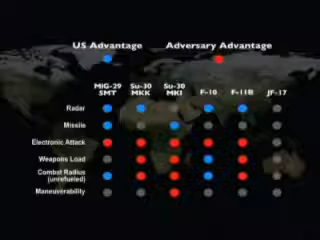 US Advantage Adversary Advantage
MIG-29 SMT Su-30 MKK Su-30 MKI F-10 F-11B JF-17
Radar
Missile
Electronic Attack
Weapons Load
Combat Radius
(unrefueled)
Maneuverability